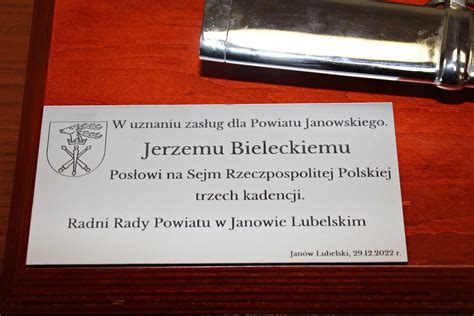 W uznaniu zasług dla Powiatu Janowskiego.
Jerzemu Bieleckiemu
Posłowi na Sejm Rzeczpospolitej Polskiej
trzech kadencji.
Radni Rady Powiatu w Janowie Lubelskim
Janów Lubelski, 29.12.2022 r.